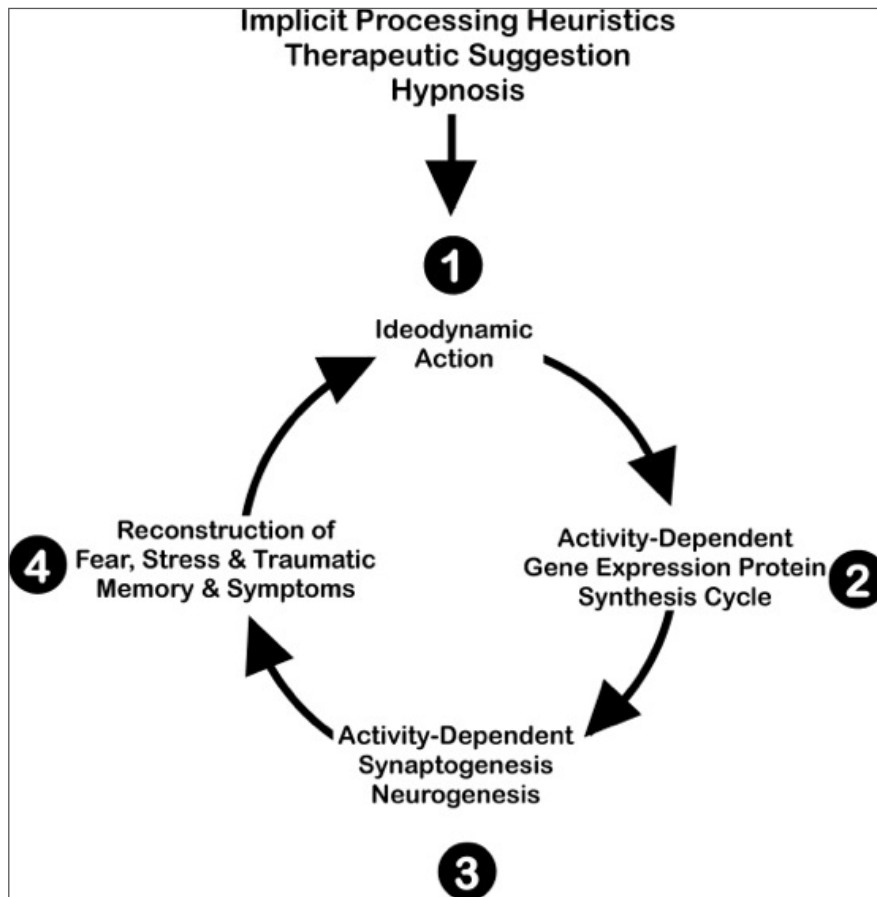 Implicit Processing Heuristics
Therapeutic Suggestion
Hypnosis
1
Ideodynamic
Action
Activity-Dependent
Gene Expression Protein
Synthesis Cycle
2
Activity-Dependent
Synaptogenesis
Neurogenesis
3
Reconstruction of
Fear, Stress & Traumatic
Memory & Symptoms
4